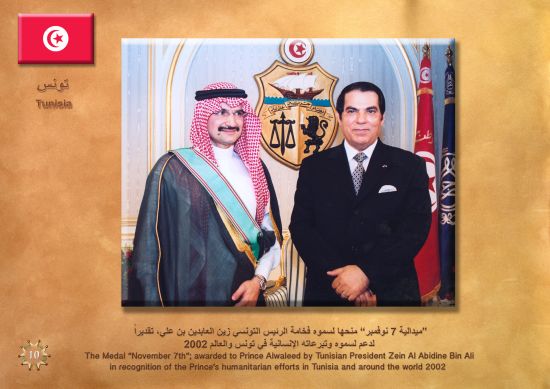 تونس
Tunisia
"ميدالية 7 نوفمبر" منحها لسموه فخامة الرئيس التونسي زين العابدين بن علي، تقديراً
لدعم لسموه وتبرعاته الإنسانية في تونس والعالم 2002
The Medal "November 7th"; awarded to Prince Alwaleed by Tunisian President Zein Al Abidine Bin Ali
in recognition of the Prince's humanitarian efforts in Tunisia and around the world 2002
10